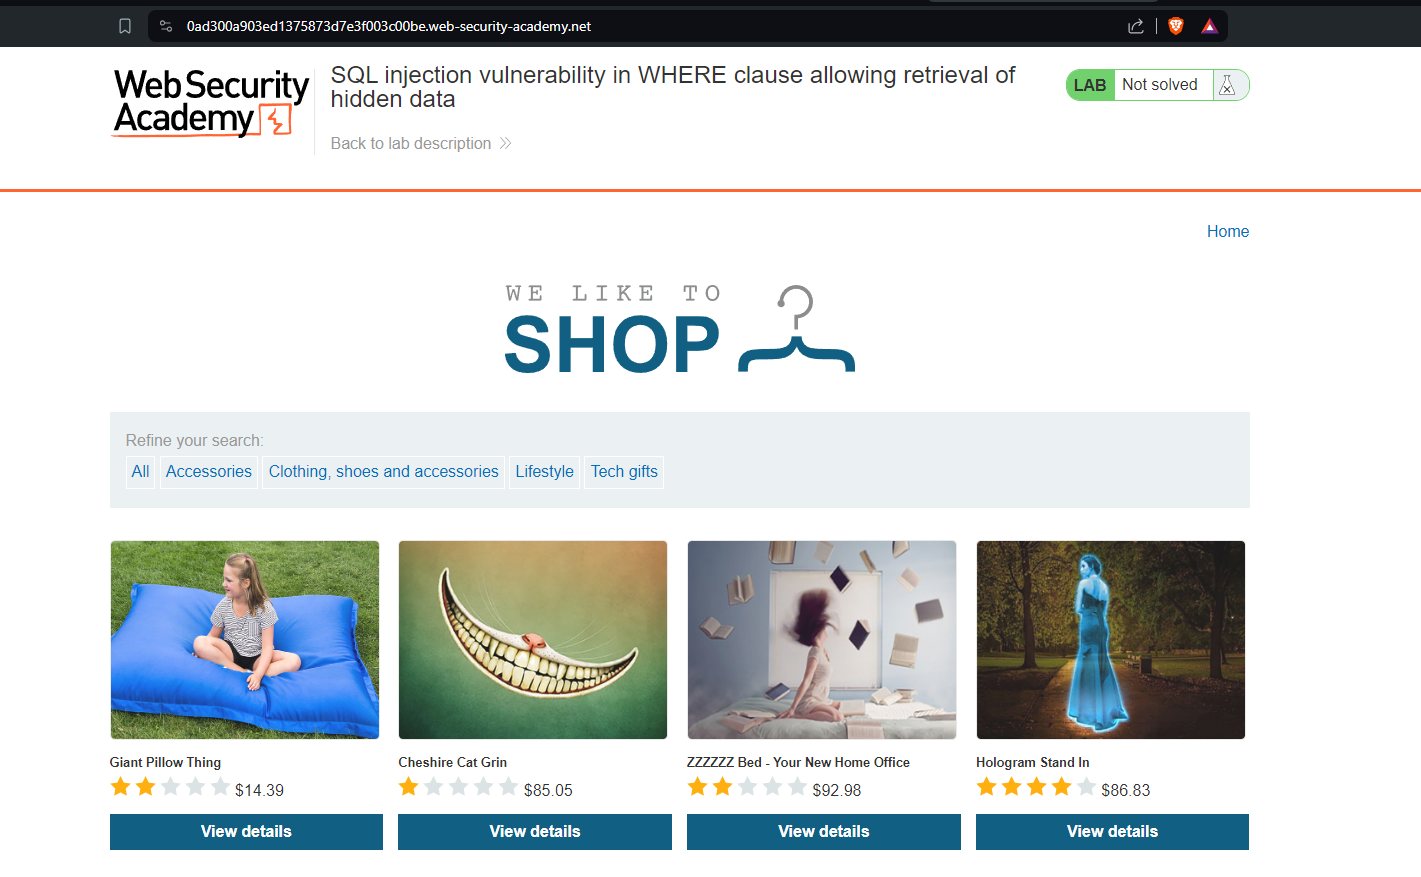 0ad300a903ed1375873d7e3f003c00be.web-security-academy.net
Web Security
Academy
SQL injection vulnerability in WHERE clause allowing retrieval of
hidden data
LAB Not solved
Back to lab description
Home
WE LIKE TO
SHOP
Refine your search:
All Accessories Clothing, shoes and accessories Lifestyle Tech gifts
Giant Pillow Thing
$14.39
View details
Cheshire Cat Grin
$85.05
View details
ZZZZZZ Bed - Your New Home Office
$92.98
View details
Hologram Stand In
$86.83
View details